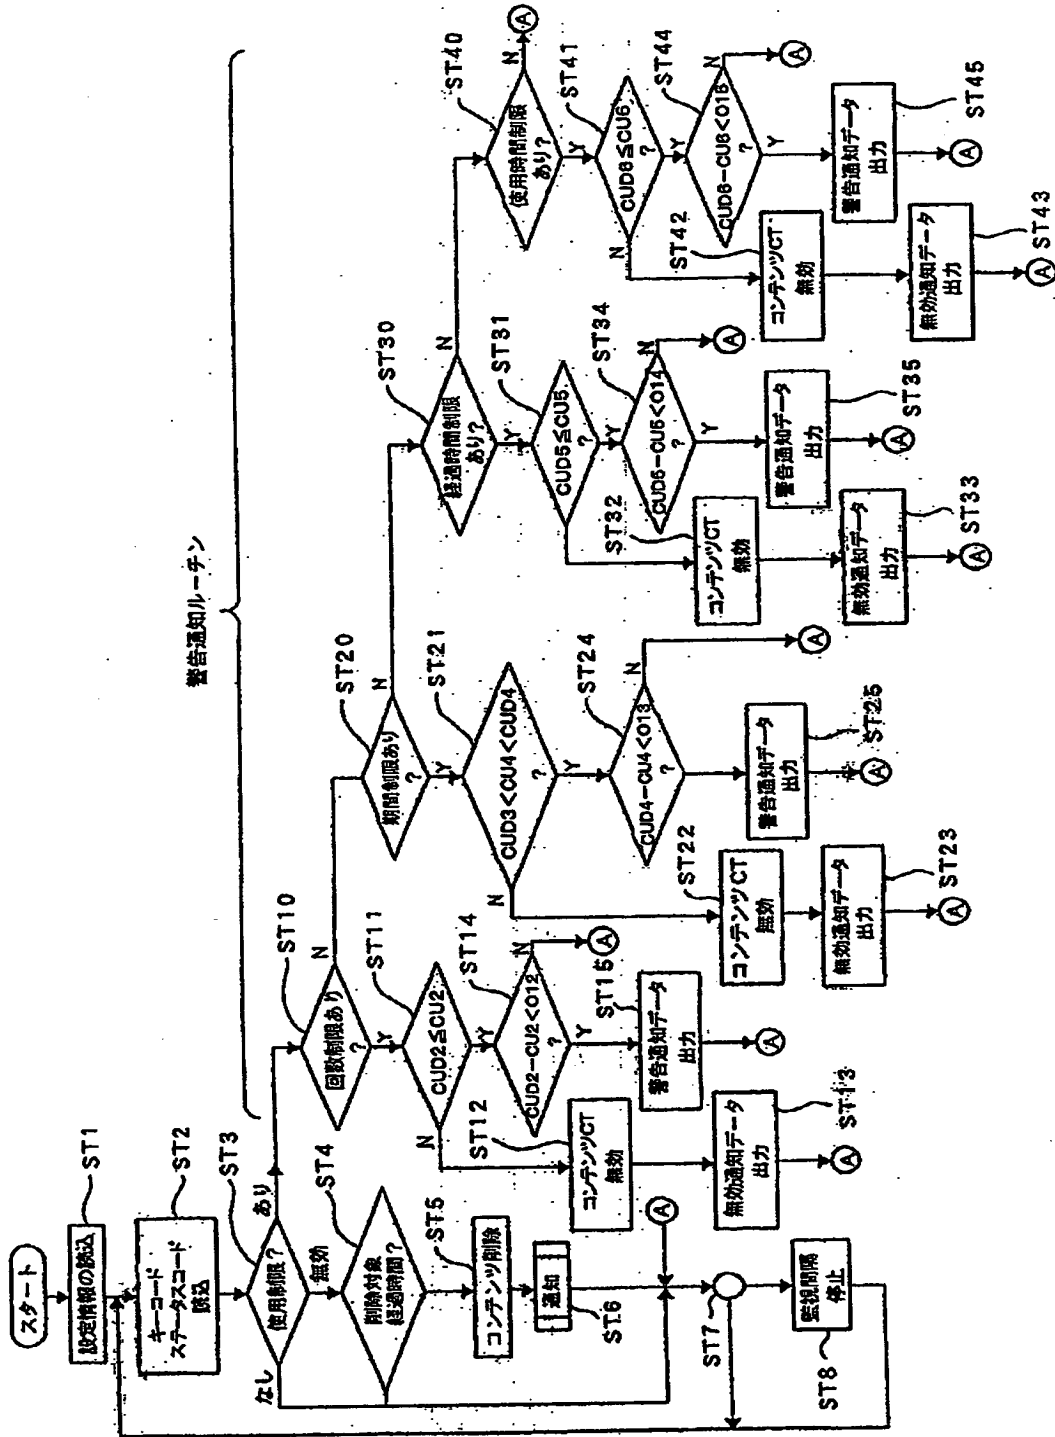 スタート
設定情報の読込
ST1
キーコード
ステータスコード
読込
ST2
使用制限?
ST3
なし
あり
無効
削除対象
経過時間?
ST4
コンテンツ削除
ST5
通知
ST6
A
ST7
監視間隔
停止
ST8
警告通知ルーチン
回数制限あり
?
ST10
N
Y
CUD2≦CU2
?
ST11
N
Y
コンテンツCT
無効
ST12
無効通知データ
出力
ST13
A
CUD2-CU2<O12
?
ST14
N
A
Y
警告通知データ
出力
ST15
A
期間制限あり
?
ST20
N
Y
CUD3<CU4<CUD4
?
ST21
N
Y
コンテンツCT
無効
ST22
無効通知データ
出力
ST23
A
CUD4-CU4<O13
?
ST24
N
A
警告通知データ
出力
ST25
A
経過時間制限
あり?
ST30
N
Y
CUD5≦CU5
?
ST31
N
Y
コンテンツCT
無効
ST32
無効通知データ
出力
ST33
A
CUD5-CU5<O14
?
ST34
N
A
Y
警告通知データ
出力
ST35
A
使用時間制限
あり?
ST40
N
A
Y
CUD6≦CU6
?
ST41
N
Y
コンテンツCT
無効
ST42
無効通知データ
出力
ST43
A
CUD6-CU6<O15
?
ST44
N
A
Y
警告通知データ
出力
ST45
A